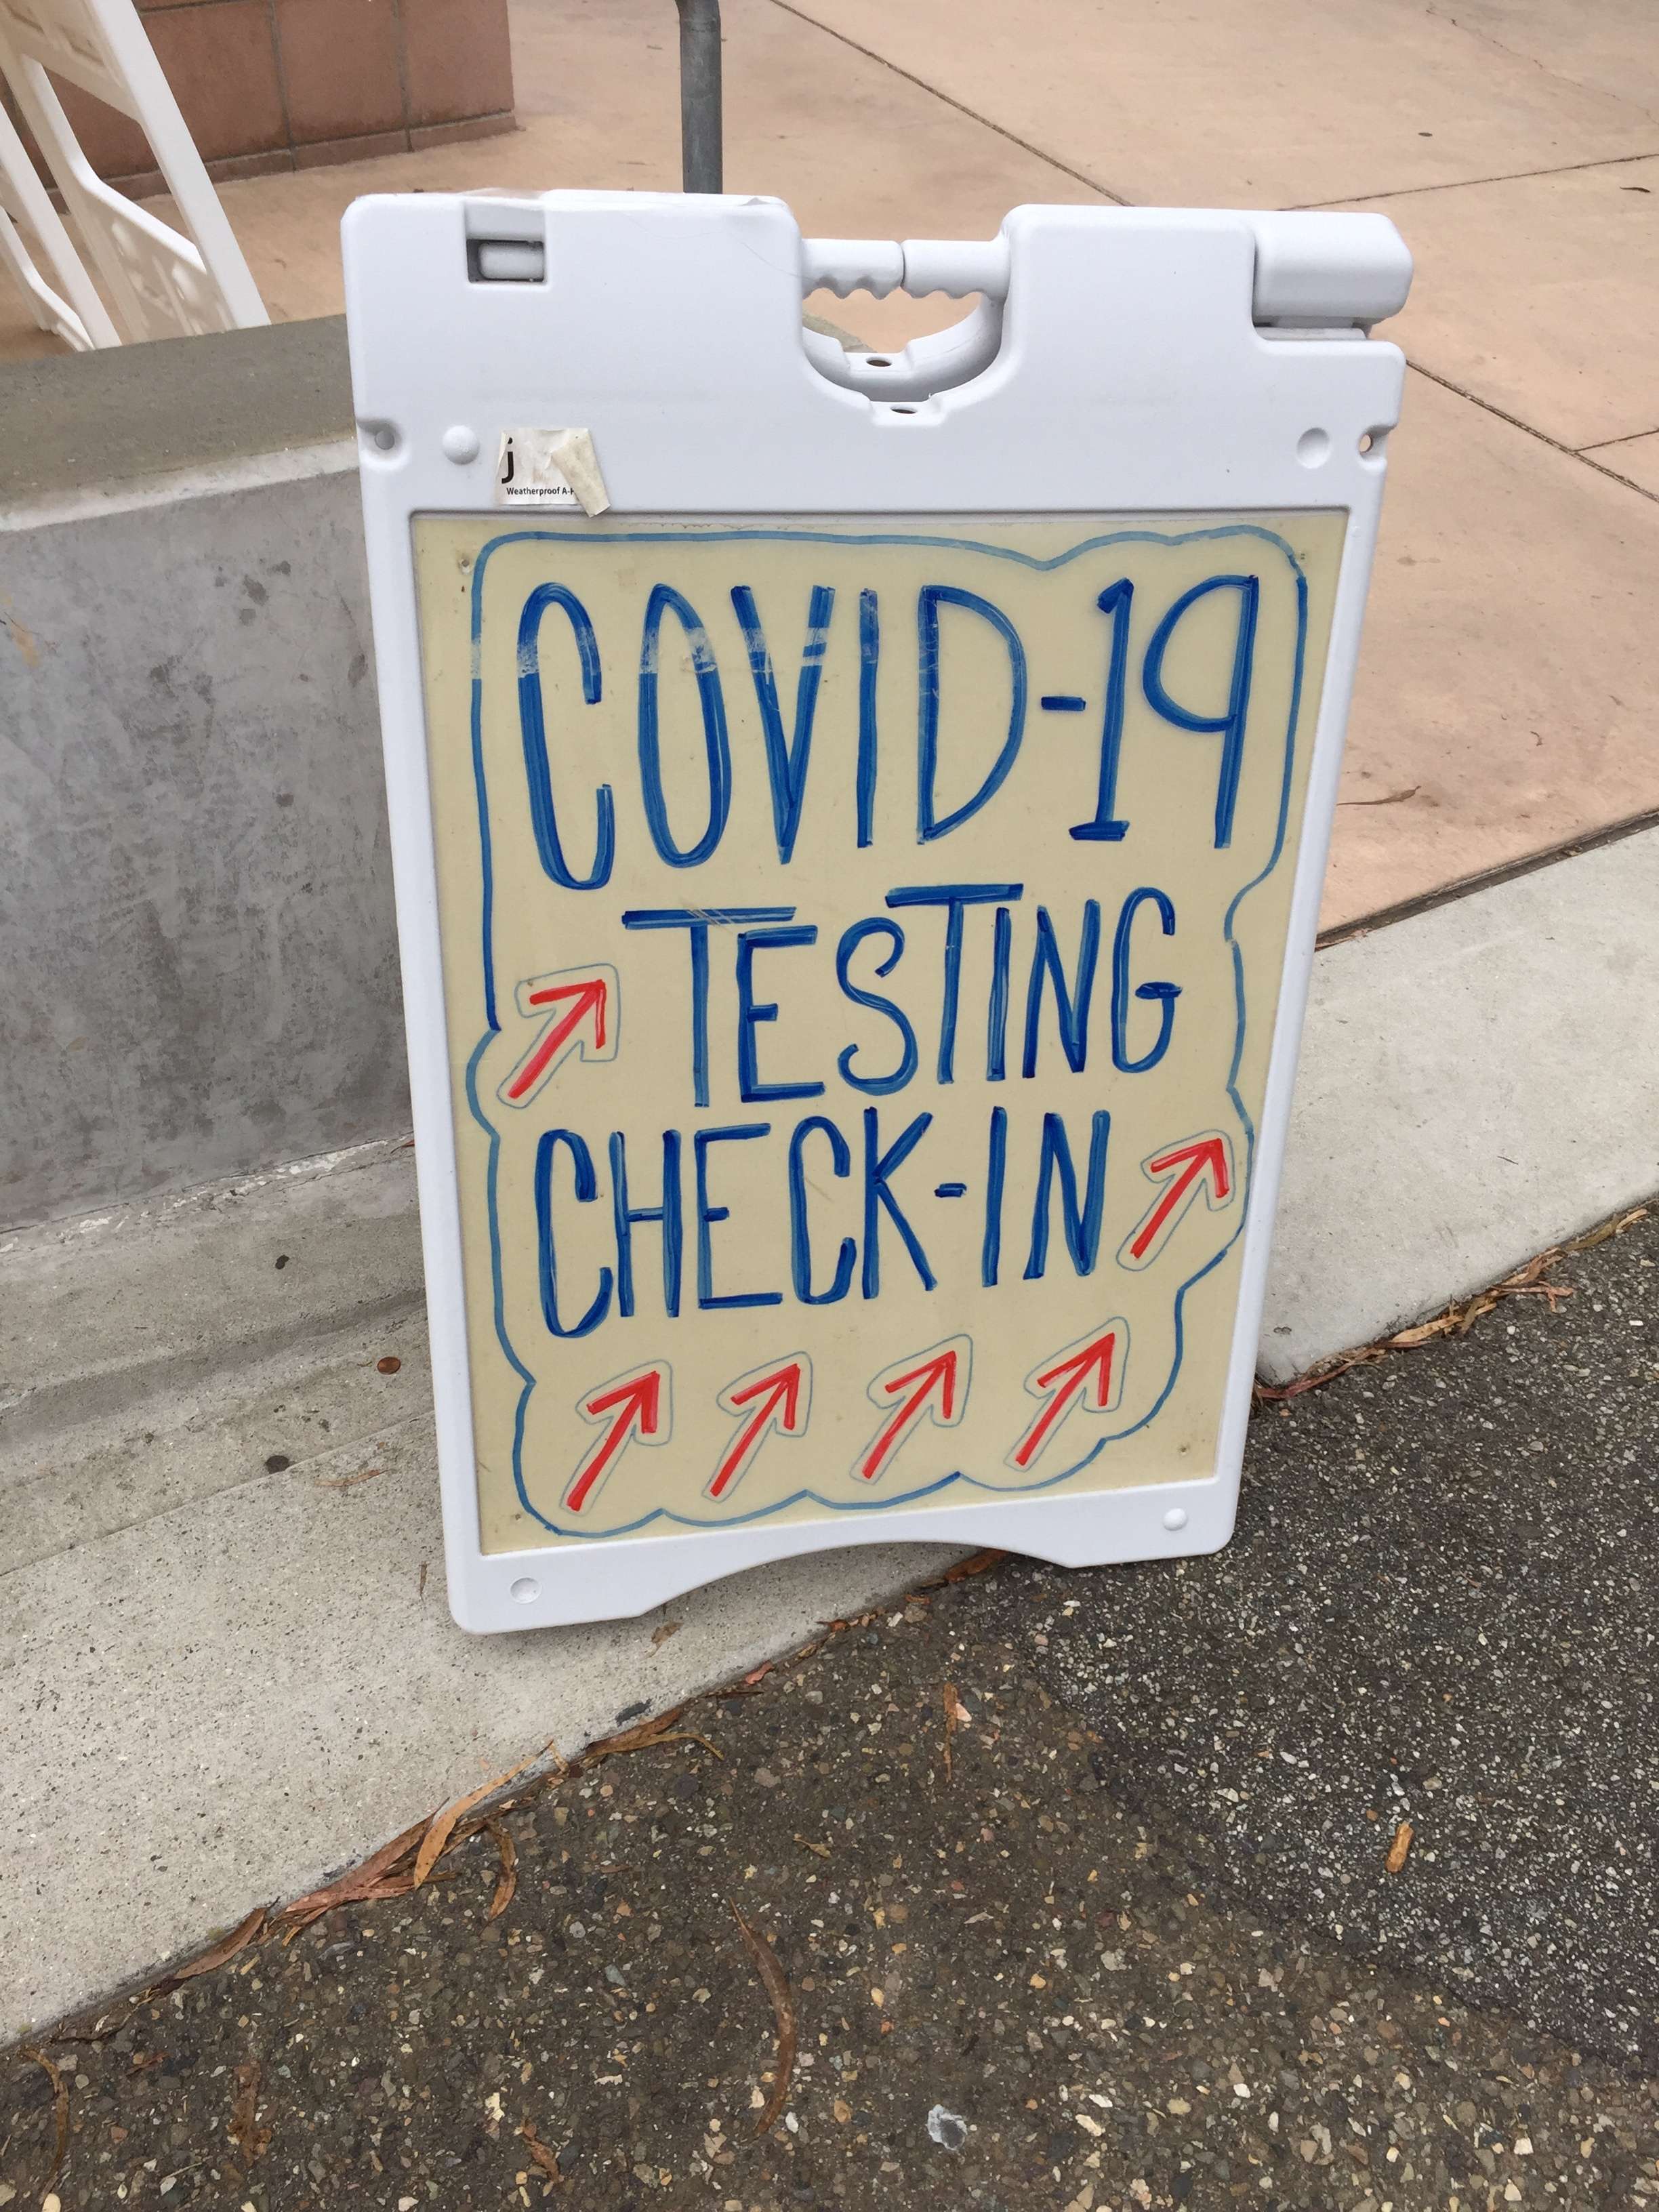 j
Weatherproof
COVID-19
TESTING
CHECK-IN